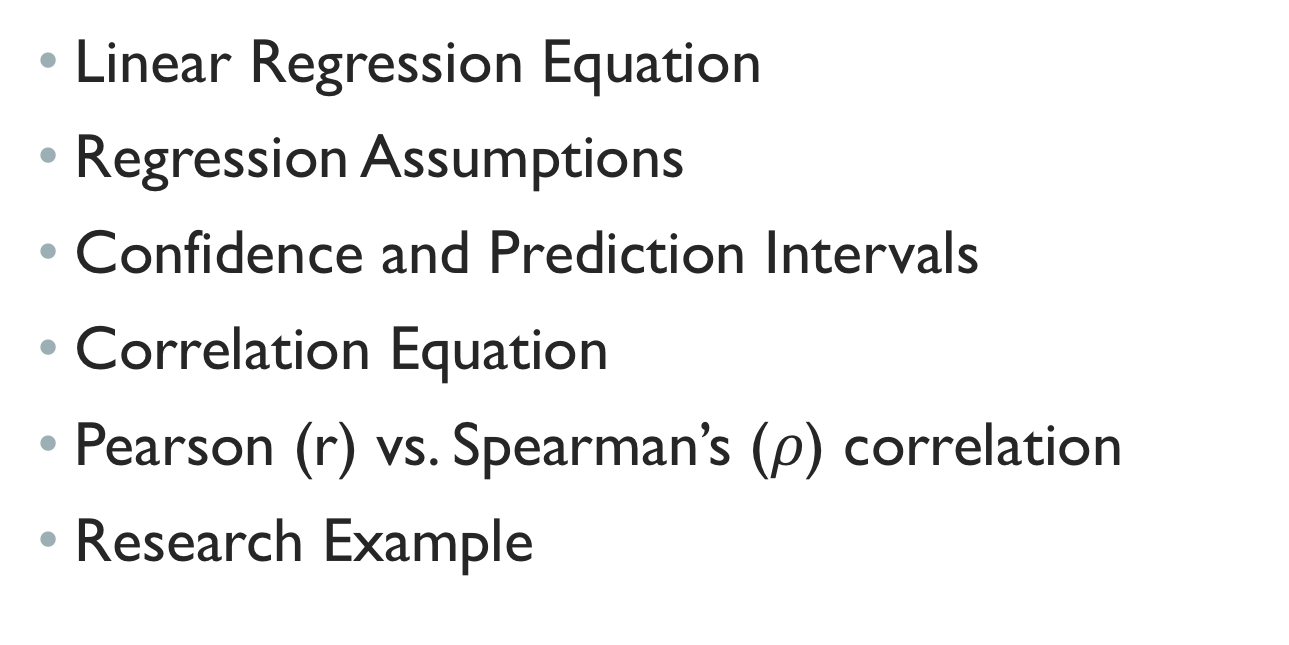 • Linear Regression Equation
• Regression Assumptions
• Confidence and Prediction Intervals
• Correlation Equation
• Pearson (r) vs. Spearman’s (𝜌) correlation
• Research Example